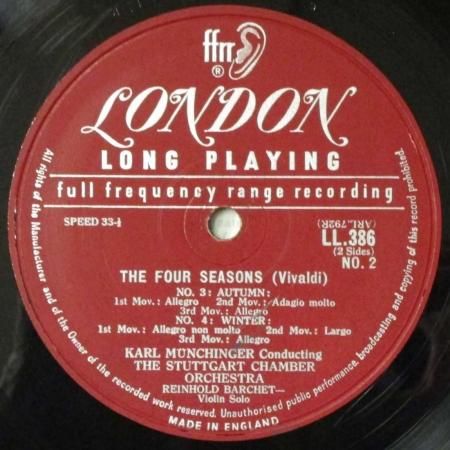 ffrr
®
LONDON
LONG PLAYING
full frequency range recording
SPEED 33⅓
(ARL.792R)
LL.386
(2 Sides)
NO. 2
THE FOUR SEASONS (Vivaldi)
NO. 3: AUTUMN:
1st Mov.: Allegro 2nd Mov.: Adagio molto
3rd Mov.: Allegro
NO. 4: WINTER:
1st Mov.: Allegro non molto 2nd Mov.: Largo
3rd Mov.: Allegro
KARL MÜNCHINGER Conducting
THE STUTTGART CHAMBER
ORCHESTRA
REINHOLD BARCHET—
Violin Solo
All rights of the Manufacturer and of the Owner of the recorded work reserved. Unauthorised public performance, broadcasting and copying of this record prohibited.
MADE IN ENGLAND